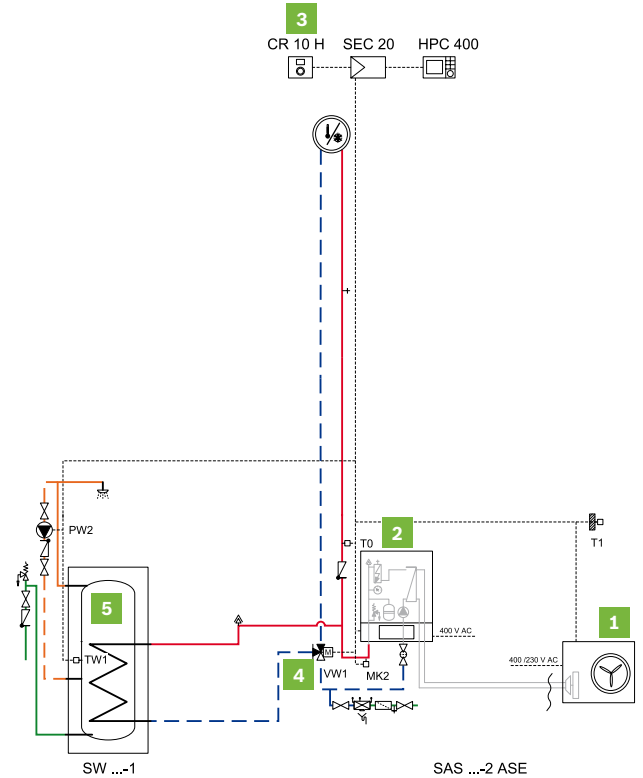 3
CR 10 H SEC 20 HPC 400
PW2
T0
2
T1
5
400 V AC
1
TW1
4
M
VW1
MK2
400 /230 V AC
SW ...-1
SAS ...-2 ASE